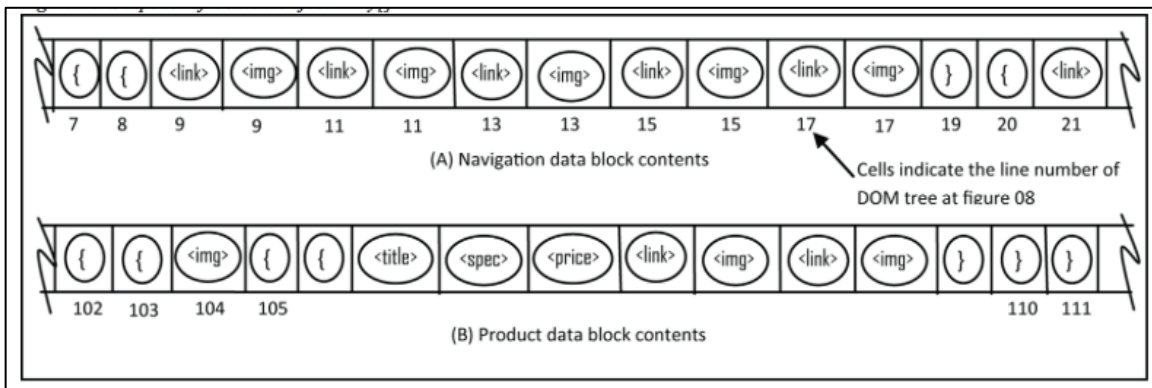 { { <link> <img> <link> <img> <link> <img> <link> <img> <link> <img> } { <link>
7 8 9 9 11 11 13 13 15 15 17 17 19 20 21
(A) Navigation data block contents
Cells indicate the line number of
DOM tree at figure 08
{ { <img> { { <title> <spec> <price> <link> <img> <link> <img> } } }
102 103 104 105 110 111
(B) Product data block contents